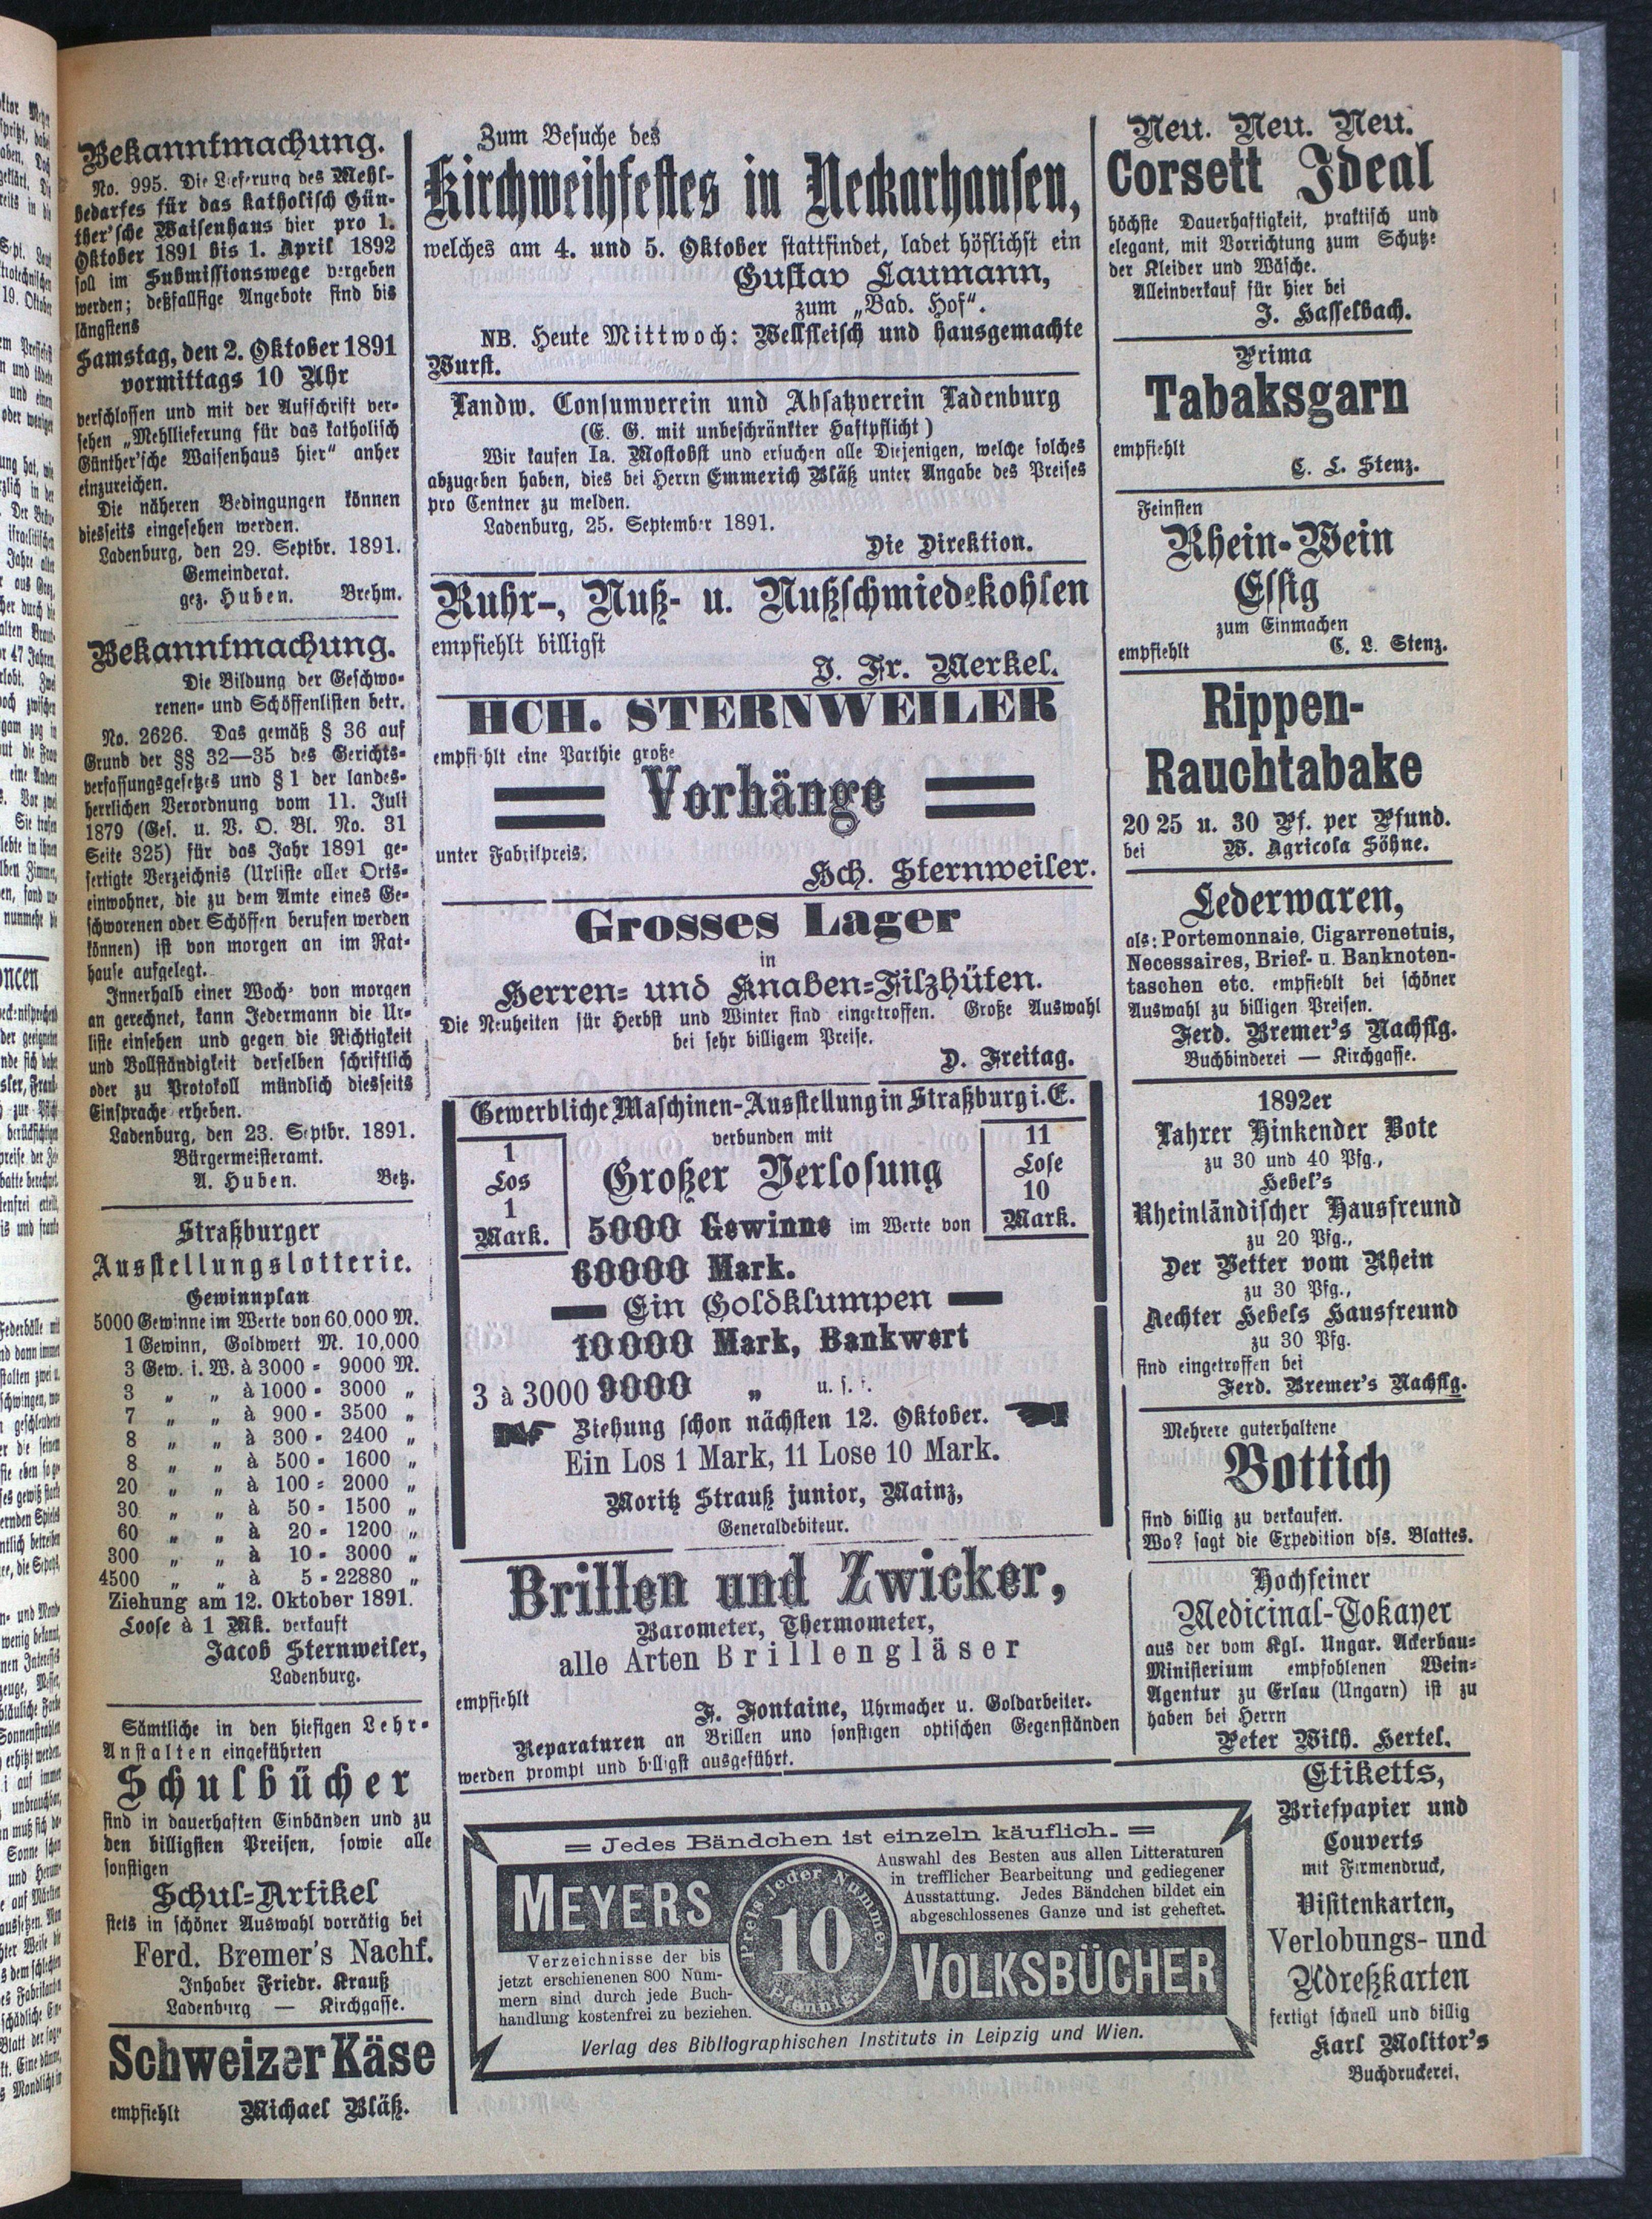 Bekanntmachung.
No. 995. Die Lieferung des Mehl-
bedarfes für das katholisch Gün-
ther'sche Waisenhaus hier pro 1.
Oktober 1891 bis 1. April 1892
soll im Submissionswege vergeben
werden; deßfallsige Angebote sind bis
längstens
Samstag, den 2. Oktober 1891
vormittags 10 Uhr
verschlossen und mit der Aufschrift ver-
sehen „Mehllieferung für das katholisch
Günther'sche Waisenhaus hier“ anher
einzureichen.
Die näheren Bedingungen können
diesseits eingesehen werden.
Ladenburg, den 29. Septbr. 1891.
Gemeinderat.
gez. Huben. Brehm.
Bekanntmachung.
Die Bildung der Geschwo-
renen- und Schöffenlisten betr.
No. 2626. Das gemäß § 36 auf
Grund der §§ 32—35 des Gerichts-
verfassungsgesetzes und § 1 der landes-
herrlichen Verordnung vom 11. Juli
1879 (Ges. u. V. O. Bl. No. 31
Seite 325) für das Jahr 1891 ge-
fertigte Verzeichnis (Urliste aller Orts-
einwohner, die zu dem Amte eines Ge-
schworenen oder Schöffen berufen werden
können) ist von morgen an im Rat-
hause aufgelegt.
Innerhalb einer Woche von morgen
an gerechnet, kann Jedermann die Ur-
liste einsehen und gegen die Richtigkeit
und Vollständigkeit derselben schriftlich
oder zu Protokoll mündlich diesseits
Einsprache erheben.
Ladenburg, den 23. Septbr. 1891.
Bürgermeisteramt.
A. Huben. Betz.
Straßburger
Ausstellungslotterie.
Gewinnplan
5000 Gewinne im Werte von 60,000 M.
1 Gewinn, Goldwert M. 10,000
3 Gew. i. W. à 3000 = 9000 M.
3 „ „ à 1000 = 3000 „
7 „ „ à 900 = 3500 „
8 „ „ à 300 = 2400 „
8 „ „ à 500 = 1600 „
20 „ „ à 100 = 2000 „
30 „ „ à 50 = 1500 „
60 „ „ à 20 = 1200 „
300 „ „ à 10 = 3000 „
4500 „ „ à 5 = 22880 „
Ziehung am 12. Oktober 1891.
Loose à 1 Mk. verkauft
Jacob Sternweiler,
Ladenburg.
Sämtliche in den hiesigen Lehr-
Anstalten eingeführten
Schulbücher
sind in dauerhaften Einbänden und zu
den billigsten Preisen, sowie alle
sonstigen
Schul-Artikel
stets in schöner Auswahl vorrätig bei
Ferd. Bremer's Nachf.
Inhaber Friedr. Krauß
Ladenburg — Kirchgasse.
Schweizer Käse
empfiehlt Michael Bläß.
Zum Besuche des
Kirchweihfestes in Neckarhausen,
welches am 4. und 5. Oktober stattfindet, ladet höflichst ein
Gustav Laumann,
zum „Bad. Hof“.
NB. Heute Mittwoch: Wellfleisch und hausgemachte
Wurst.
Landw. Consumverein und Absatzverein Ladenburg
(E. G. mit unbeschränkter Haftpflicht)
Wir kaufen Ia. Mostobst und ersuchen alle Diejenigen, welche solches
abzugeben haben, dies bei Herrn Emmerich Bläß unter Angabe des Preises
pro Centner zu melden.
Ladenburg, 25. September 1891.
Die Direktion.
Ruhr-, Nuß- u. Nußschmiedekohlen
empfiehlt billigst
J. Fr. Merkel.
HCH. STERNWEILER
empfiehlt eine Parthie große
Vorhänge
unter Fabrikpreis.
Hch. Sternweiler.
Grosses Lager
in
Herren- und Knaben-Filzhüten.
Die Neuheiten für Herbst und Winter sind eingetroffen. Große Auswahl
bei sehr billigem Preise.
D. Freitag.
Gewerbliche Maschinen-Ausstellung in Straßburg i. E.
verbunden mit
1
Los
1
Mark.
Großer Verlosung
11
Lose
10
Mark.
5000 Gewinne im Werte von
60000 Mark.
Ein Goldklumpen
10000 Mark, Bankwert
3 à 3000 9000 „ u. s. f.
Ziehung schon nächsten 12. Oktober.
Ein Los 1 Mark, 11 Lose 10 Mark.
Moritz Strauß junior, Mainz,
Generaldebiteur.
Brillen und Zwicker,
Barometer, Thermometer,
alle Arten Brillengläser
empfiehlt
F. Fontaine, Uhrmacher u. Goldarbeiter.
Reparaturen an Brillen und sonstigen optischen Gegenständen
werden prompt und billigst ausgeführt.
= Jedes Bändchen ist einzeln käuflich. =
MEYERS
Preis jeder Nummer
10
Pfennig.
Auswahl des Besten aus allen Litteraturen
in trefflicher Bearbeitung und gediegener
Ausstattung. Jedes Bändchen bildet ein
abgeschlossenes Ganze und ist geheftet.
Verzeichnisse der bis
jetzt erschienenen 800 Num-
mern sind durch jede Buch-
handlung kostenfrei zu beziehen.
VOLKSBÜCHER
Verlag des Bibliographischen Instituts in Leipzig und Wien.
Neu. Neu. Neu.
Corsett Ideal
höchste Dauerhaftigkeit, praktisch und
elegant, mit Vorrichtung zum Schutze
der Kleider und Wäsche.
Alleinverkauf für hier bei
J. Hasselbach.
Prima
Tabaksgarn
empfiehlt
C. L. Stenz.
Feinsten
Rhein-Wein
Essig
zum Einmachen
empfiehlt C. L. Stenz.
Rippen-
Rauchtabake
20 25 u. 30 Pf. per Pfund.
bei W. Agricola Söhne.
Lederwaren,
als: Portemonnaie, Cigarrenetuis,
Necessaires, Brief- u. Banknoten-
taschen etc. empfiehlt bei schöner
Auswahl zu billigen Preisen.
Ferd. Bremer's Nachflg.
Buchbinderei — Kirchgasse.
1892er
Lahrer Hinkender Bote
zu 30 und 40 Pfg.,
Hebel's
Rheinländischer Hausfreund
zu 20 Pfg.,
Der Vetter vom Rhein
zu 30 Pfg.,
Aechter Hebels Hausfreund
zu 30 Pfg.
sind eingetroffen bei
Ferd. Bremer's Nachflg.
Mehrere guterhaltene
Bottich
sind billig zu verkaufen.
Wo? sagt die Expedition dss. Blattes.
Hochfeiner
Medicinal-Tokayer
aus der vom Kgl. Ungar. Ackerbau-
Ministerium empfohlenen Wein-
Agentur zu Erlau (Ungarn) ist zu
haben bei Herrn
Peter Wilh. Hertel.
Etiketts,
Briefpapier und
Couverts
mit Firmendruck,
Visitenkarten,
Verlobungs- und
Adreßkarten
fertigt schnell und billig
Karl Molitor's
Buchdruckerei.